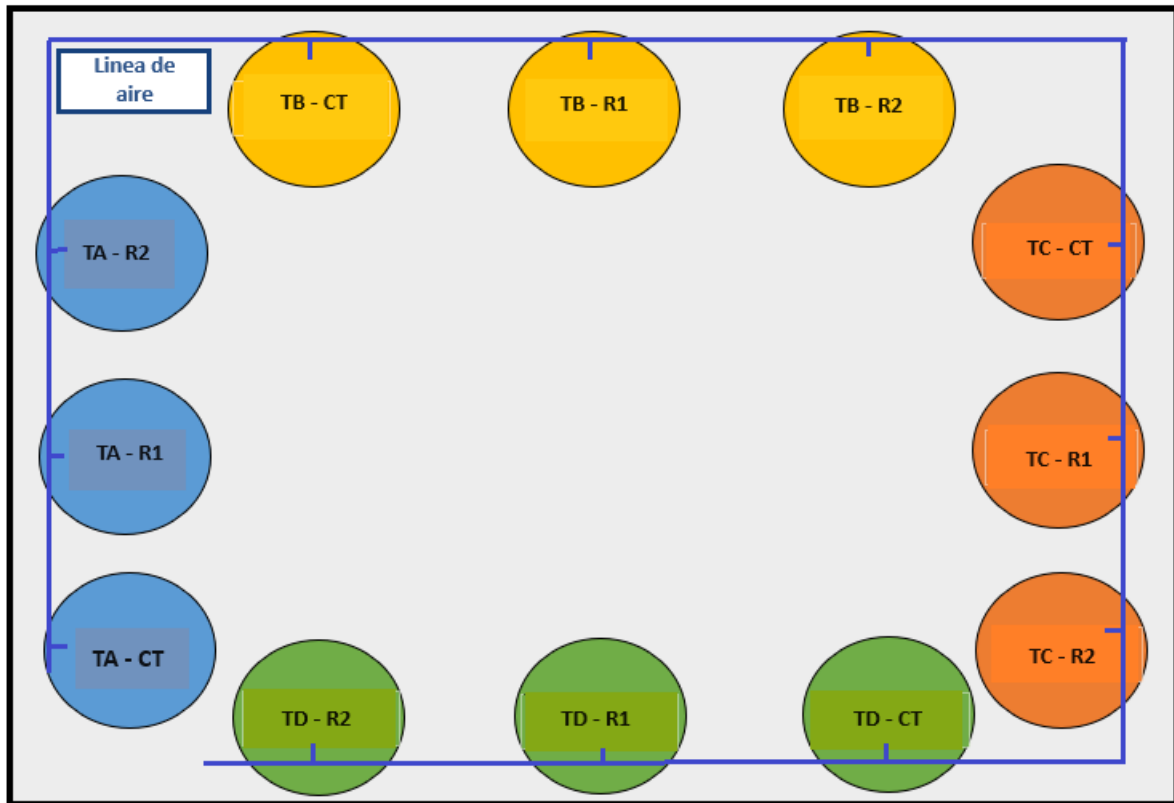 Linea de
aire
TB - CT
TB - R1
TB - R2
TA - R2
TC - CT
TA - R1
TC - R1
TA - CT
TC - R2
TD - R2
TD - R1
TD - CT